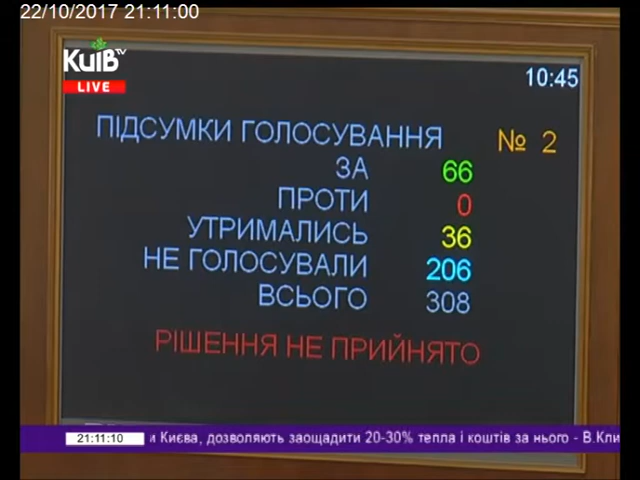 22/10/2017 21:11:00
КиїВ TV
LIVE
10:45
ПІДСУМКИ ГОЛОСУВАННЯ № 2
ЗА 66
ПРОТИ 0
УТРИМАЛИСЬ 36
НЕ ГОЛОСУВАЛИ 206
ВСЬОГО 308
РІШЕННЯ НЕ ПРИЙНЯТО
21:11:10 и Києва, дозволяють заощадити 20-30% тепла і коштів за нього - В.Кли